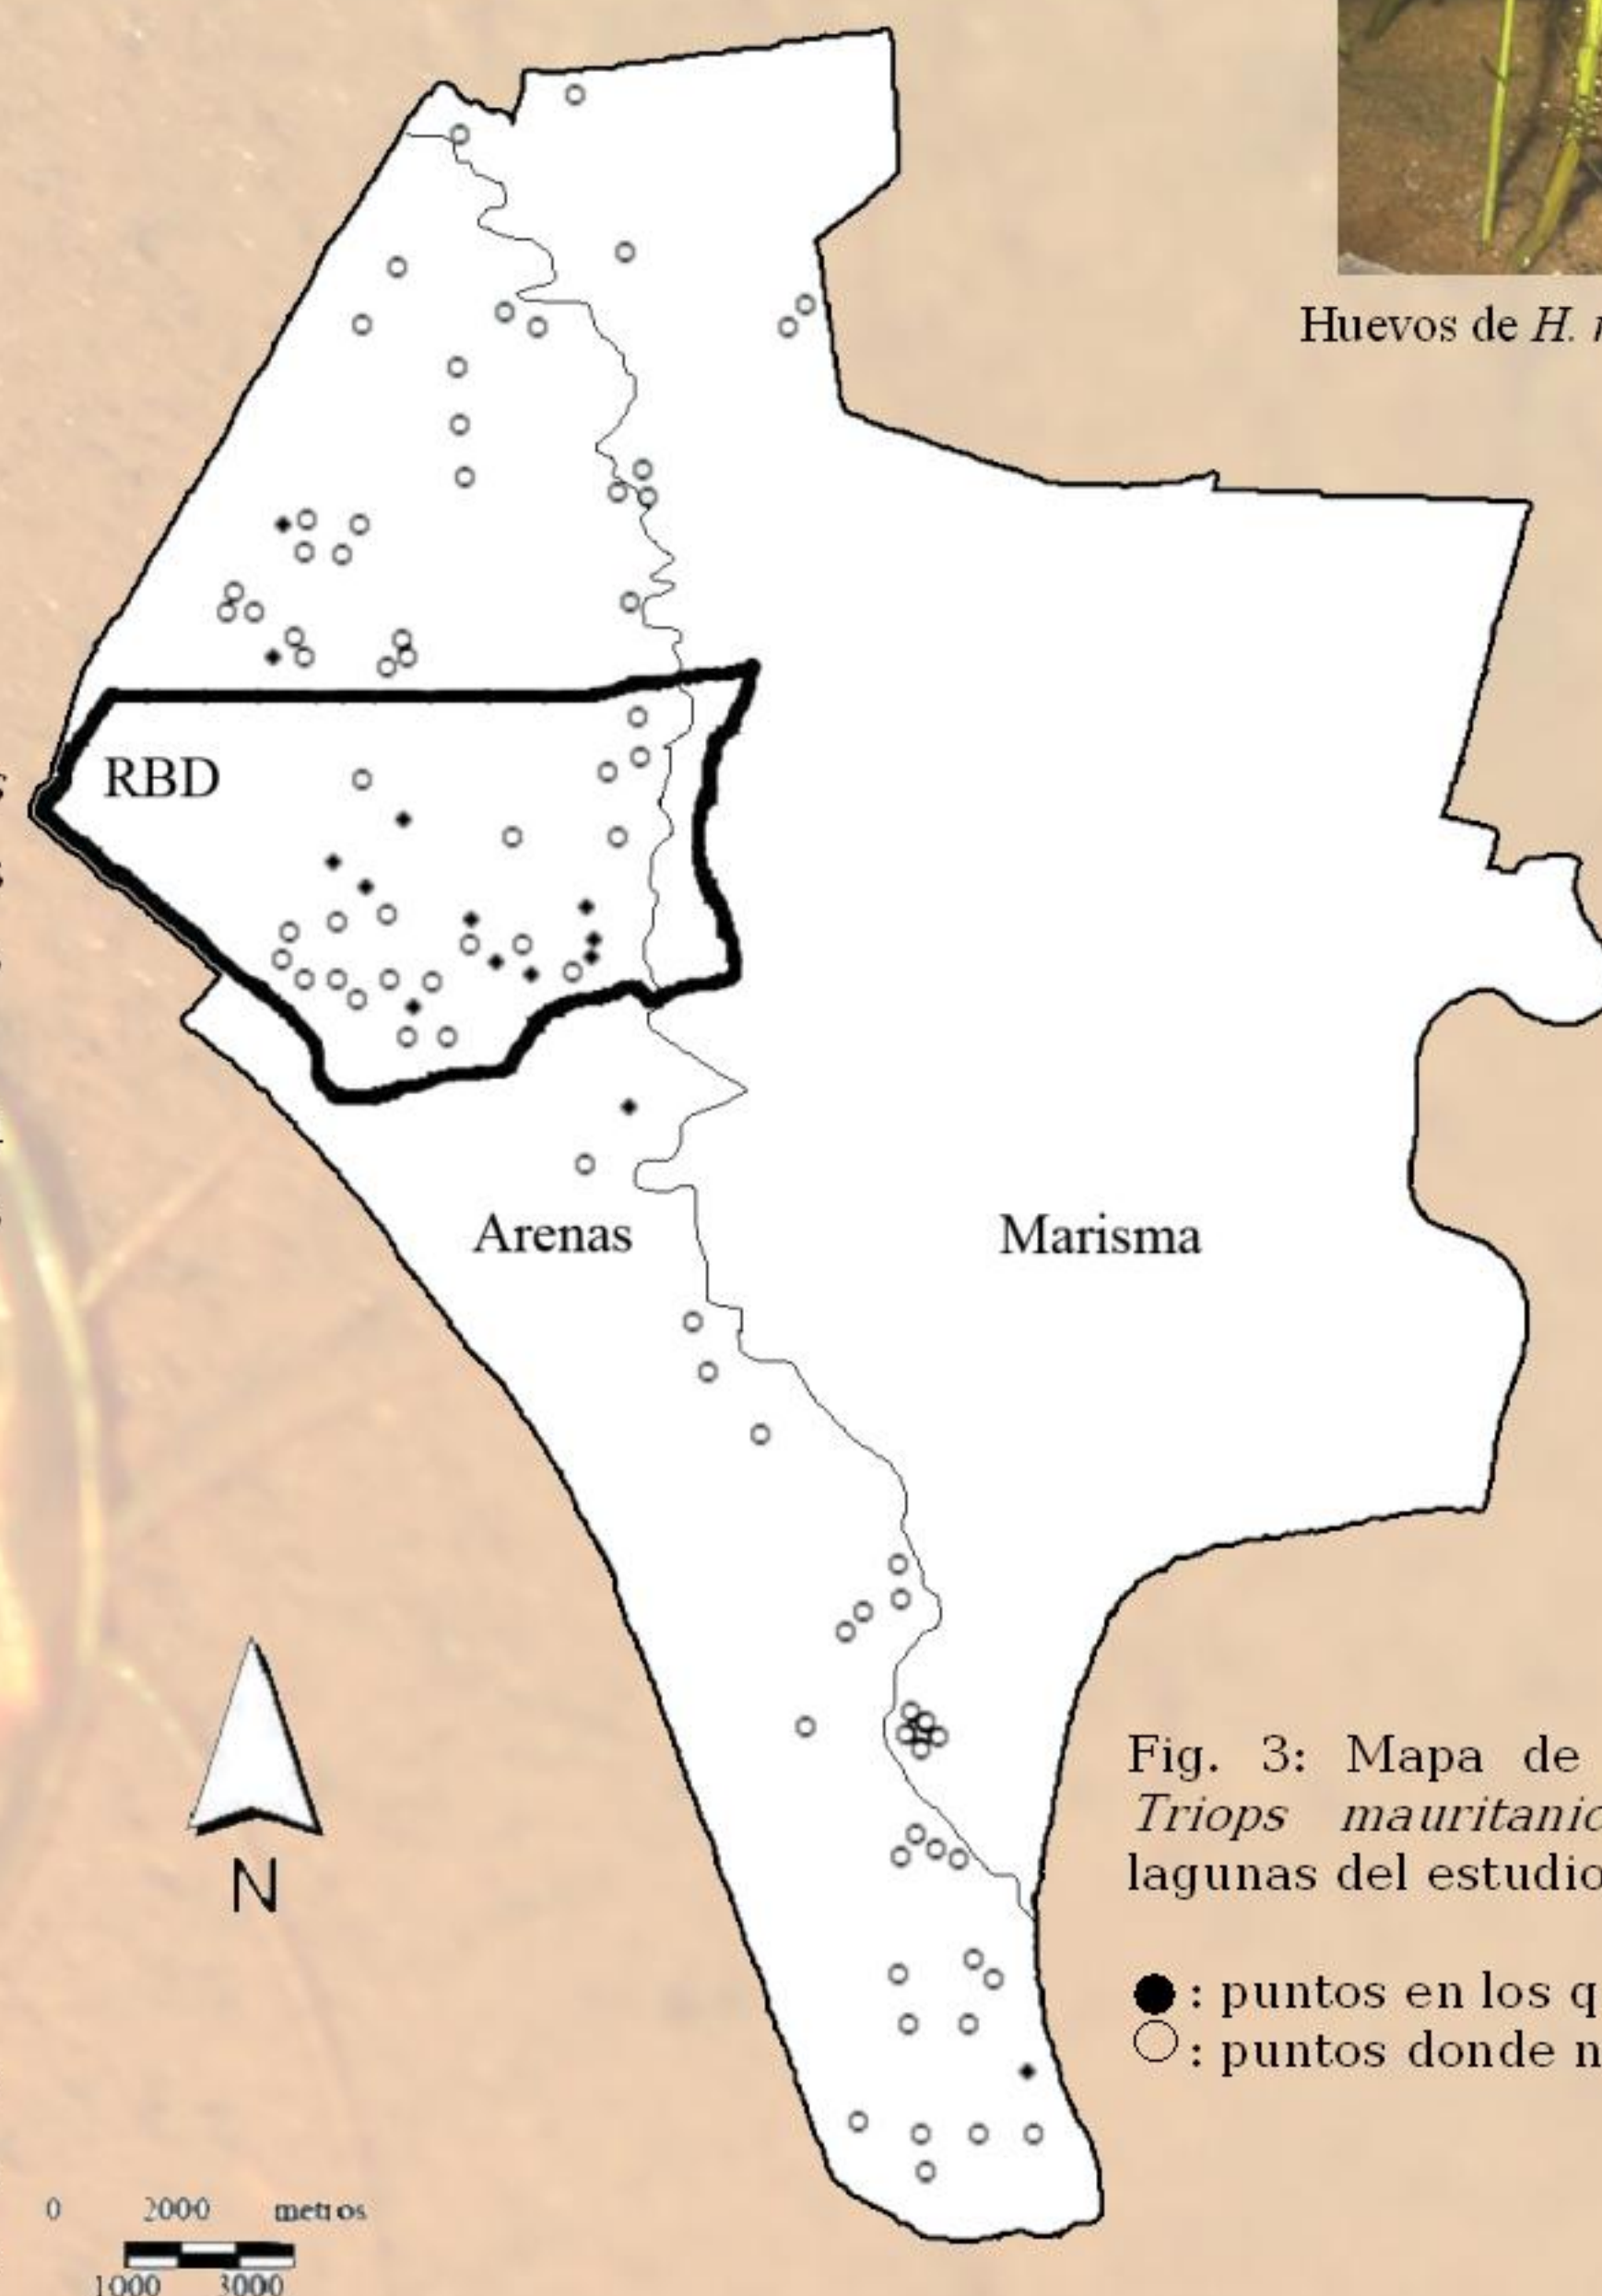 Huevos de H.
RBD
Arenas
Marisma
N
Fig. 3: Mapa de
Triops mauritanic
lagunas del estudio
● : puntos en los q
○ : puntos donde n
0 2000 metros
1000 3000